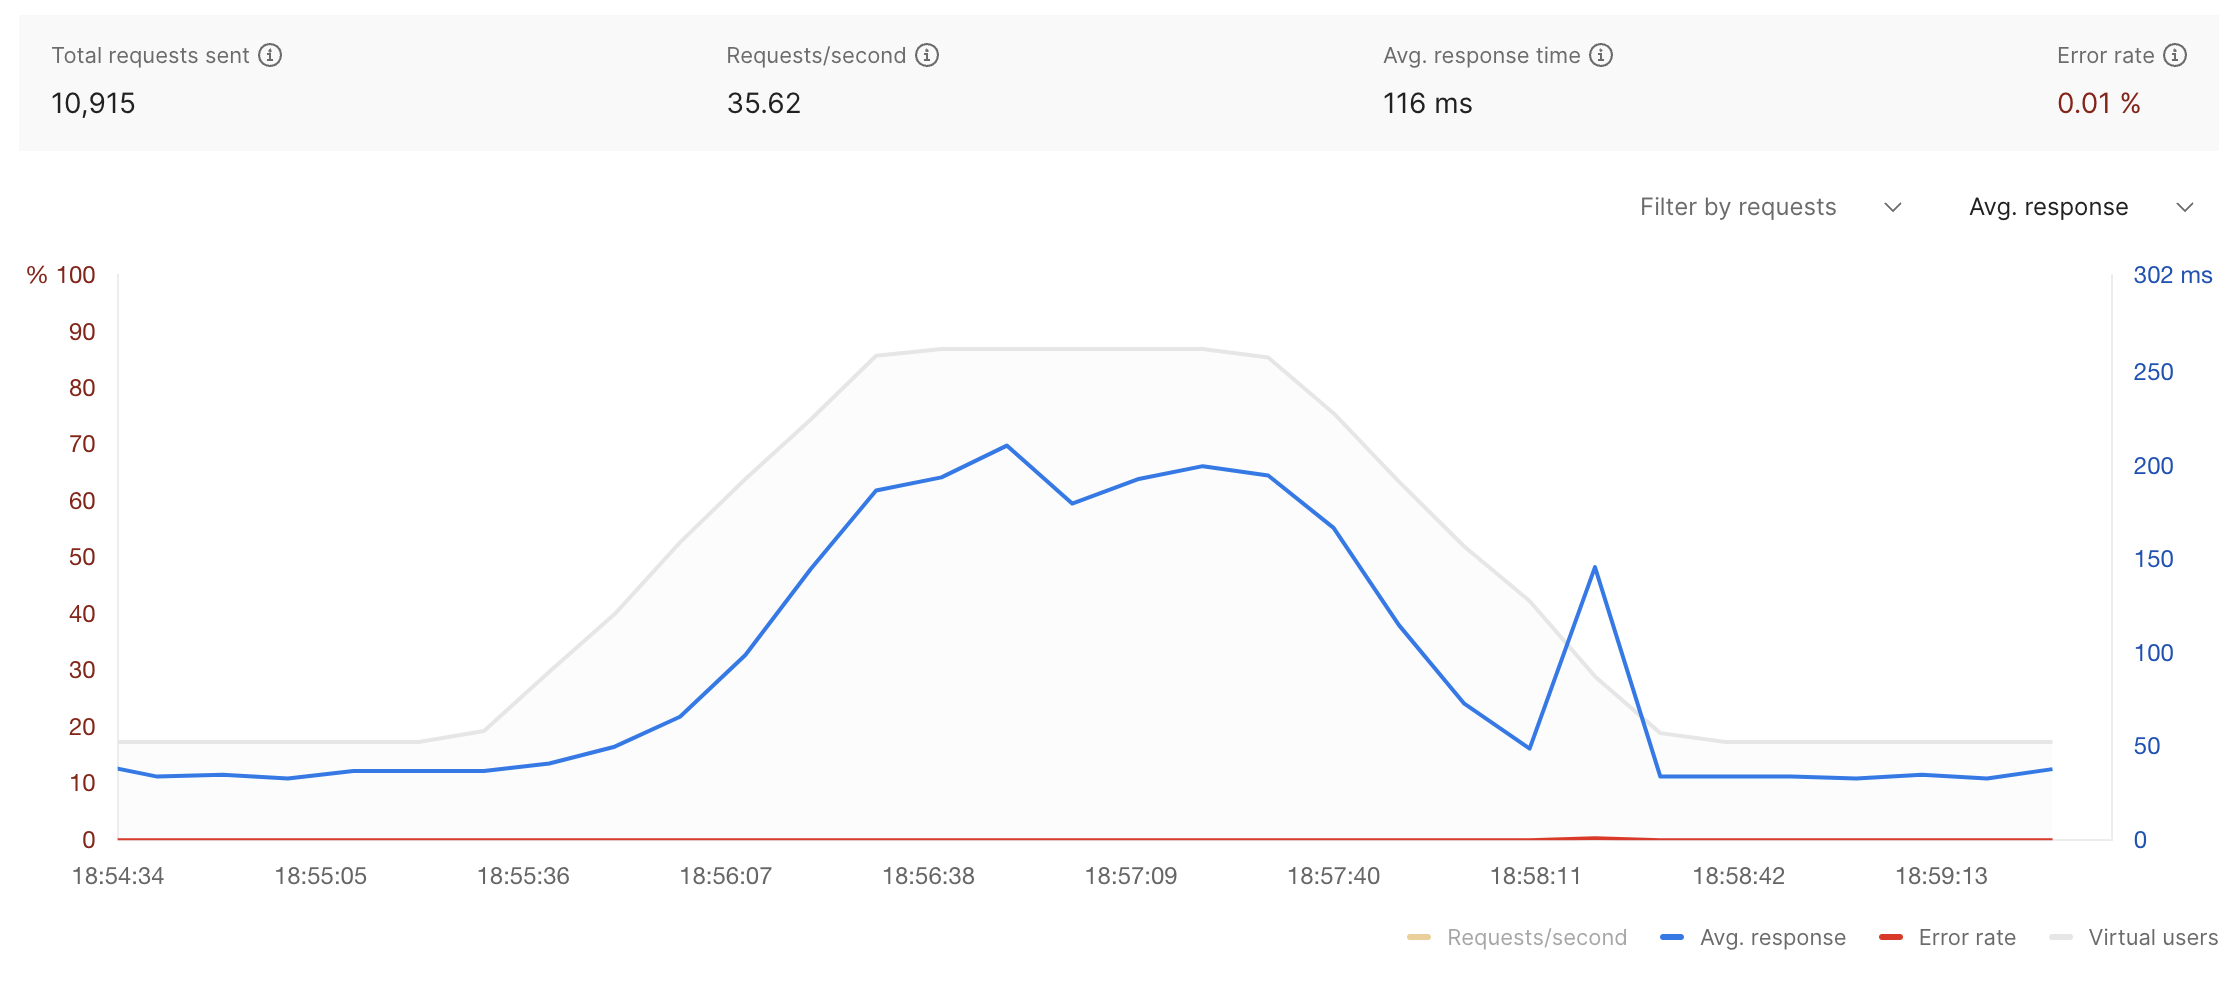 Total requests sent
10,915
Requests/second
35.62
Avg. response time
116 ms
Error rate
0.01 %
Filter by requests
Avg. response
% 100
90
80
70
60
50
40
30
20
10
0
302 ms
250
200
150
100
50
0
18:54:34 18:55:05 18:55:36 18:56:07 18:56:38 18:57:09 18:57:40 18:58:11 18:58:42 18:59:13
Requests/second Avg. response Error rate Virtual users